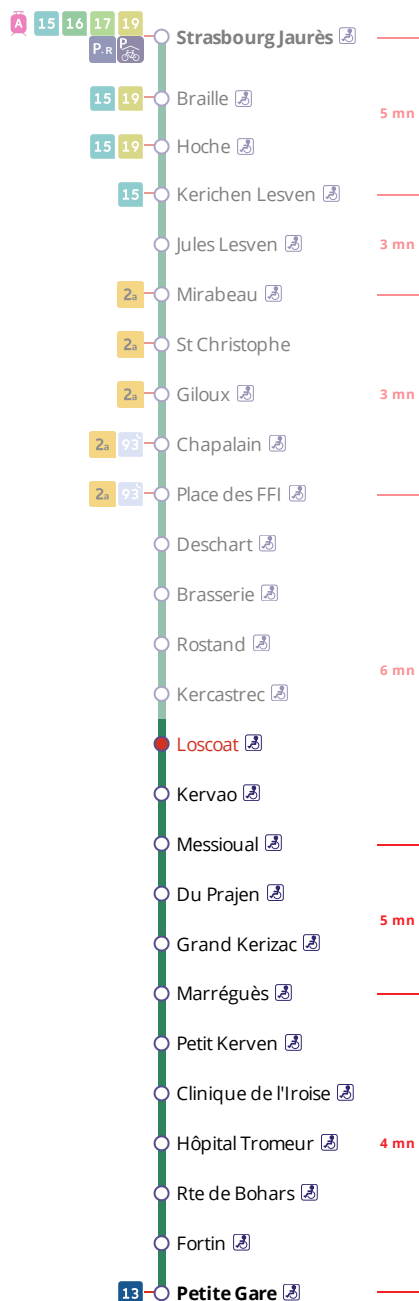 A 15 16 17 19
P+R P
Strasbourg Jaurès
15 19 Braille
5 mn
15 19 Hoche
15 Kerichen Lesven
Jules Lesven 3 mn
2a Mirabeau
2a St Christophe
2a Giloux 3 mn
2a 93 Chapalain
2a 93 Place des FFI
Deschart
Brasserie
Rostand
6 mn
Kercastrec
Loscoat
Kervao
Messioual
Du Prajen
5 mn
Grand Kerizac
Marréguès
Petit Kerven
Clinique de l'Iroise
Hôpital Tromeur 4 mn
Rte de Bohars
Fortin
13 Petite Gare